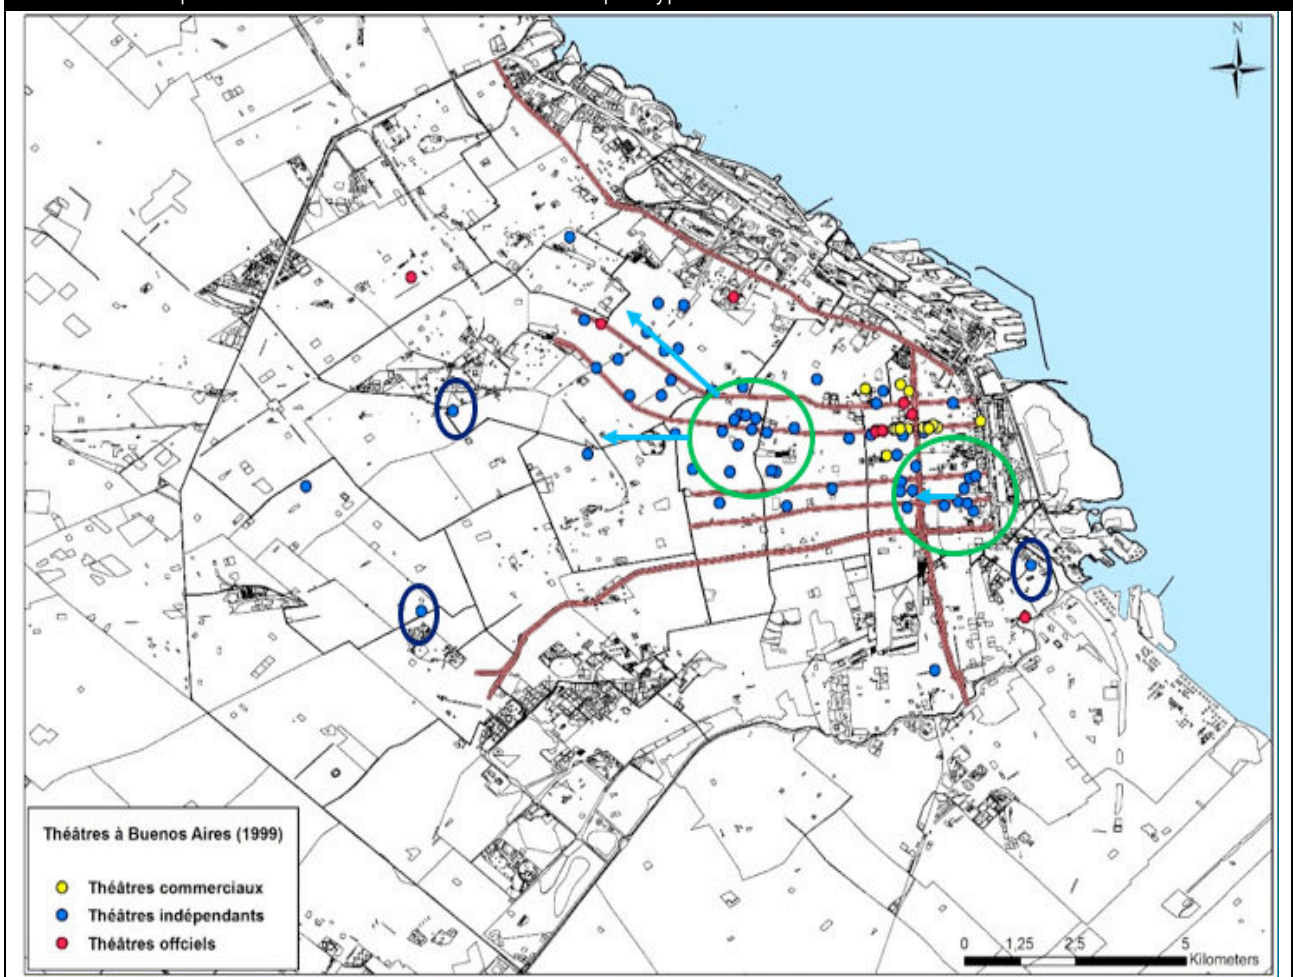 N
Théâtres à Buenos Aires (1999)
Théâtres commerciaux
Théâtres indépendants
Théâtres offciels
0 1,25 2,5 5
Kilometers